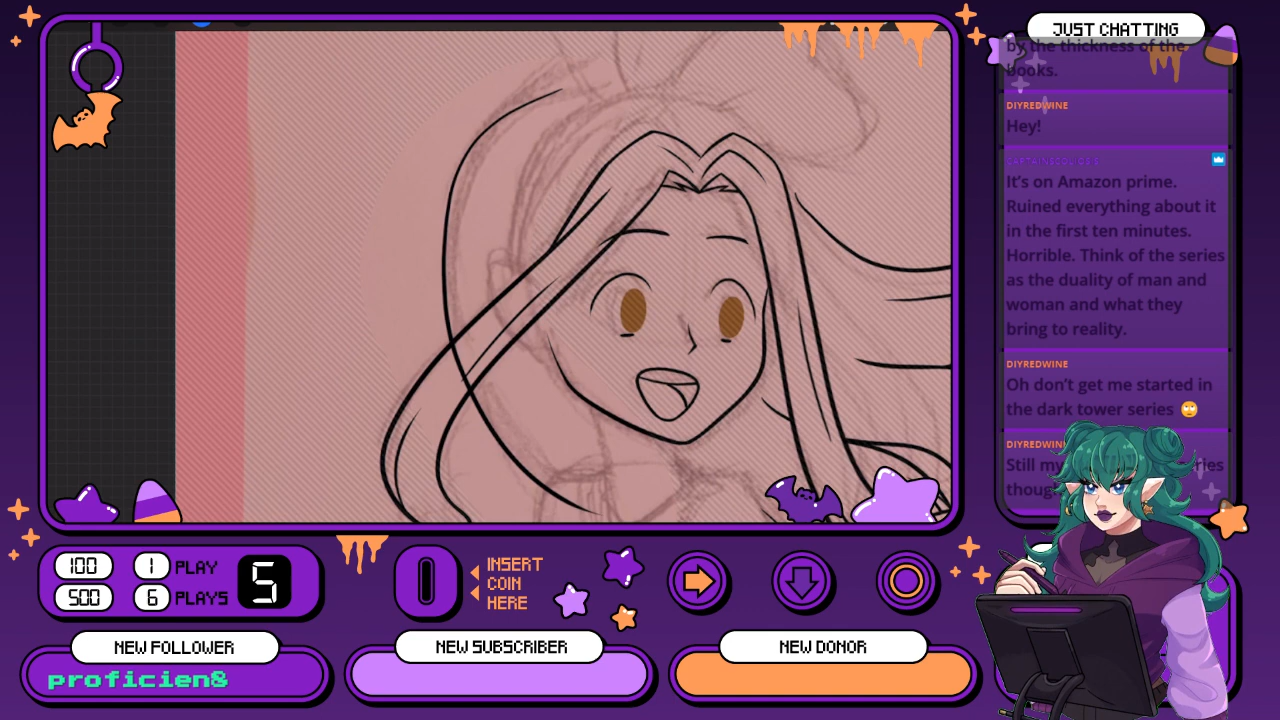 JUST CHATTING
by the thickness of the
books.
DIYREDWINE
Hey!
It's on Amazon prime.
Ruined everything about it
in the first ten minutes.
Horrible. Think of the series
as the duality of man and
woman and what they
bring to reality.
DIYREDWINE
Oh don't get me started in
the dark tower series 🙄
Still my
100
1 PLAY
500
6 PLAYS
5
INSERT
COIN
HERE
NEW FOLLOWER
proficien8
NEW SUBSCRIBER
NEW DONOR